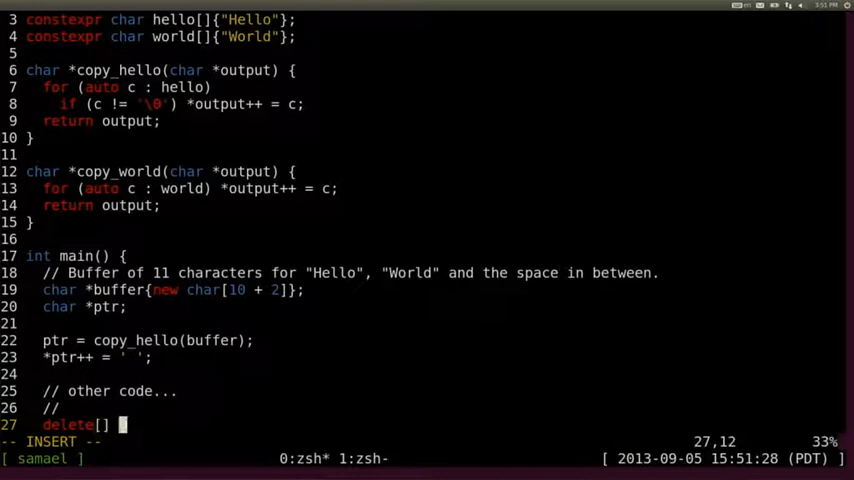 en 3:51 PM
3 constexpr char hello[]{"Hello"};
4 constexpr char world[]{"World"};
5
6 char *copy_hello(char *output) {
7 for (auto c : hello)
8 if (c != '\0') *output++ = c;
9 return output;
10 }
11
12 char *copy_world(char *output) {
13 for (auto c : world) *output++ = c;
14 return output;
15 }
16
17 int main() {
18 // Buffer of 11 characters for "Hello", "World" and the space in between.
19 char *buffer{new char[10 + 2]};
20 char *ptr;
21
22 ptr = copy_hello(buffer);
23 *ptr++ = ' ';
24
25 // other code...
26 //
27 delete[]
-- INSERT -- 27,12 33%
[ samael ] 0:zsh* 1:zsh- [ 2013-09-05 15:51:28 (PDT) ]